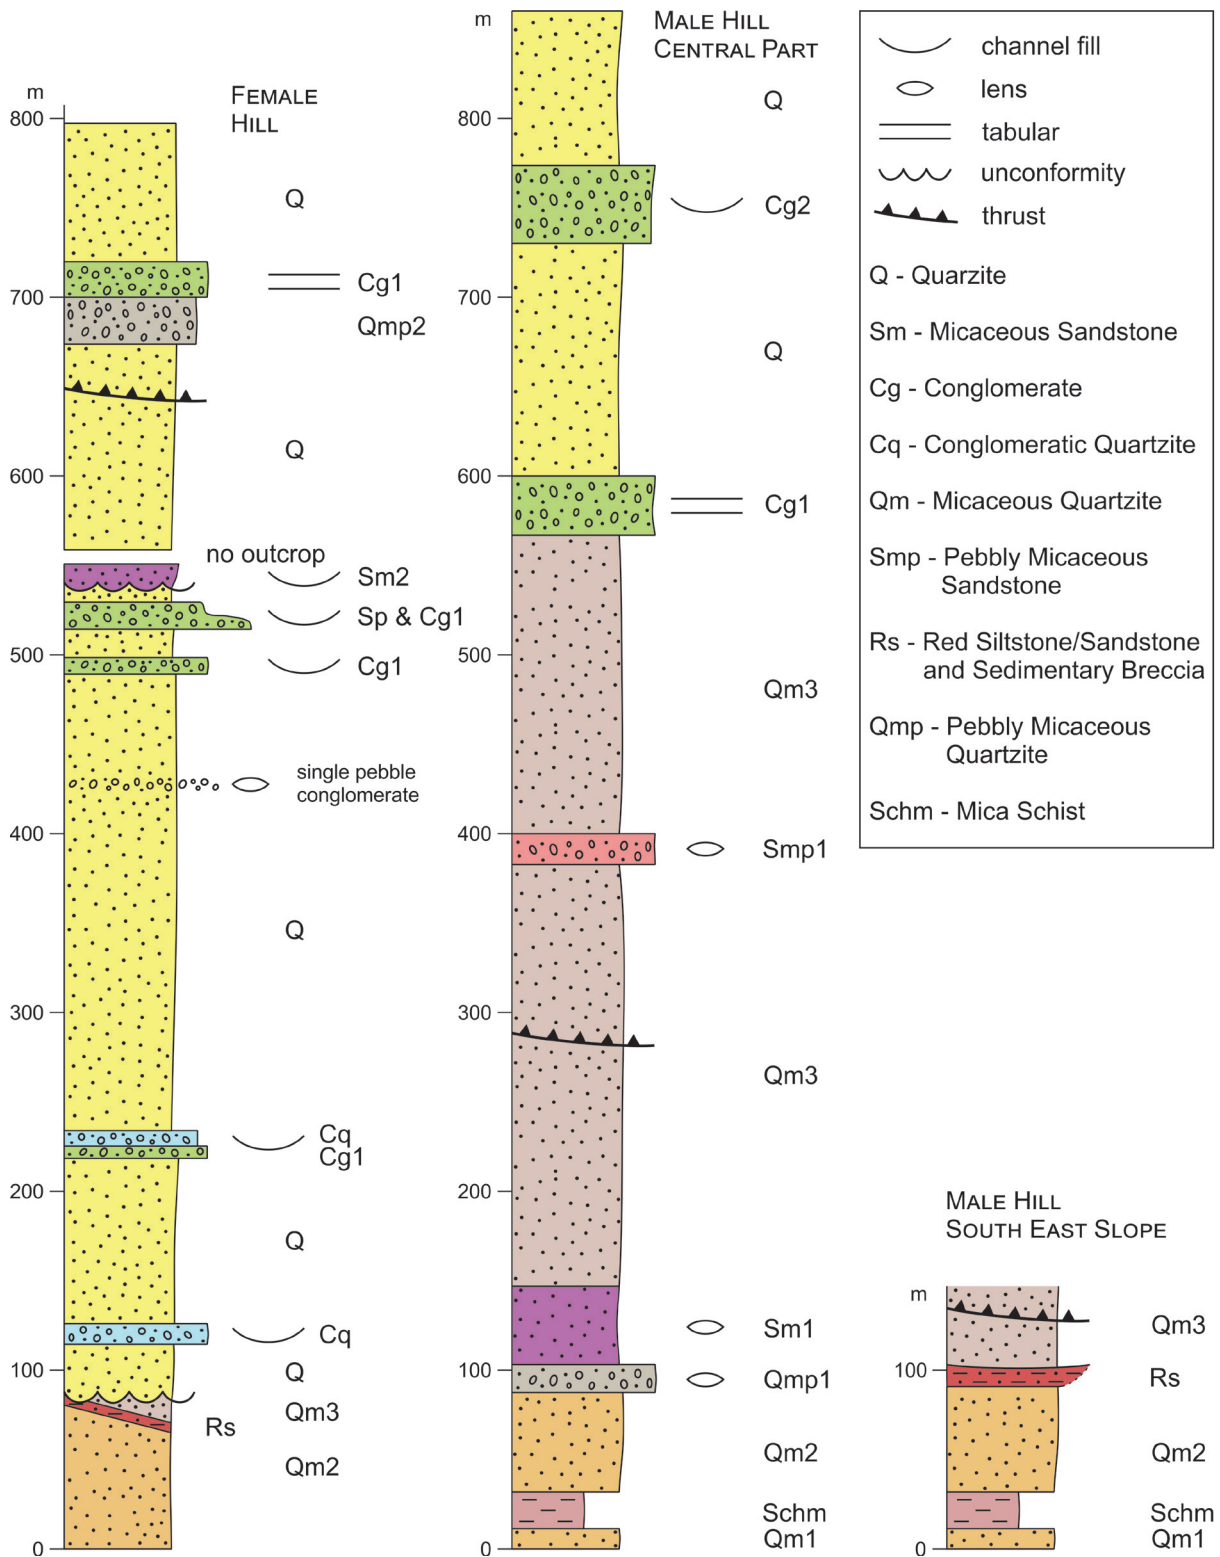 FEMALE
HILL
m
800
700
600
500
400
300
200
100
0
Q
Cg1
Qmp2
Q
no outcrop
Sm2
Sp & Cg1
Cg1
single pebble
conglomerate
Q
Cq
Cg1
Q
Cq
Q
Qm3
Rs
Qm2
MALE HILL
CENTRAL PART
m
800
700
600
500
400
300
200
100
0
Q
Cg2
Q
Cg1
Qm3
Smp1
Qm3
Sm1
Qmp1
Qm2
Schm
Qm1
channel fill
lens
tabular
unconformity
thrust
Q - Quarzite
Sm - Micaceous Sandstone
Cg - Conglomerate
Cq - Conglomeratic Quartzite
Qm - Micaceous Quartzite
Smp - Pebbly Micaceous
Sandstone
Rs - Red Siltstone/Sandstone
and Sedimentary Breccia
Qmp - Pebbly Micaceous
Quartzite
Schm - Mica Schist
MALE HILL
SOUTH EAST SLOPE
m
100
0
Qm3
Rs
Qm2
Schm
Qm1